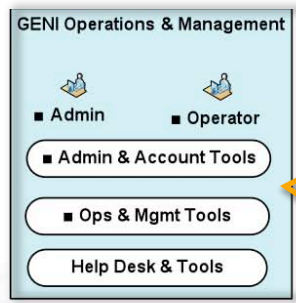 GENI Operations & Management
■ Admin
■ Operator
■ Admin & Account Tools
■ Ops & Mgmt Tools
Help Desk & Tools